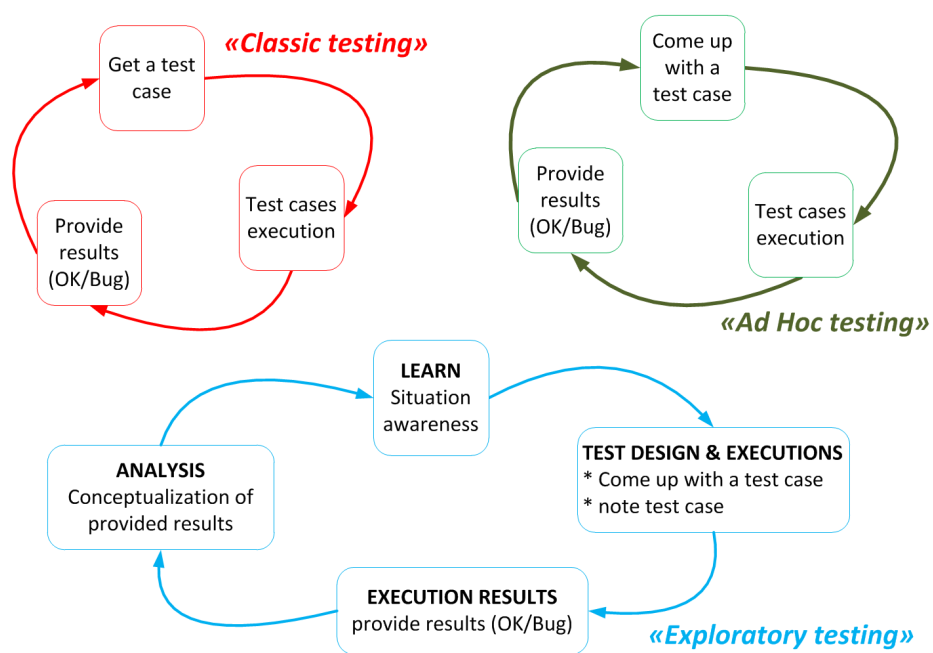 «Classic testing»
Get a test
case
Test cases
execution
Provide
results
(OK/Bug)
Come up
with a
test case
Test cases
execution
Provide
results
(OK/Bug)
«Ad Hoc testing»
LEARN
Situation
awareness
TEST DESIGN & EXECUTIONS
* Come up with a test case
* note test case
EXECUTION RESULTS
provide results (OK/Bug)
ANALYSIS
Conceptualization of
provided results
«Exploratory testing»